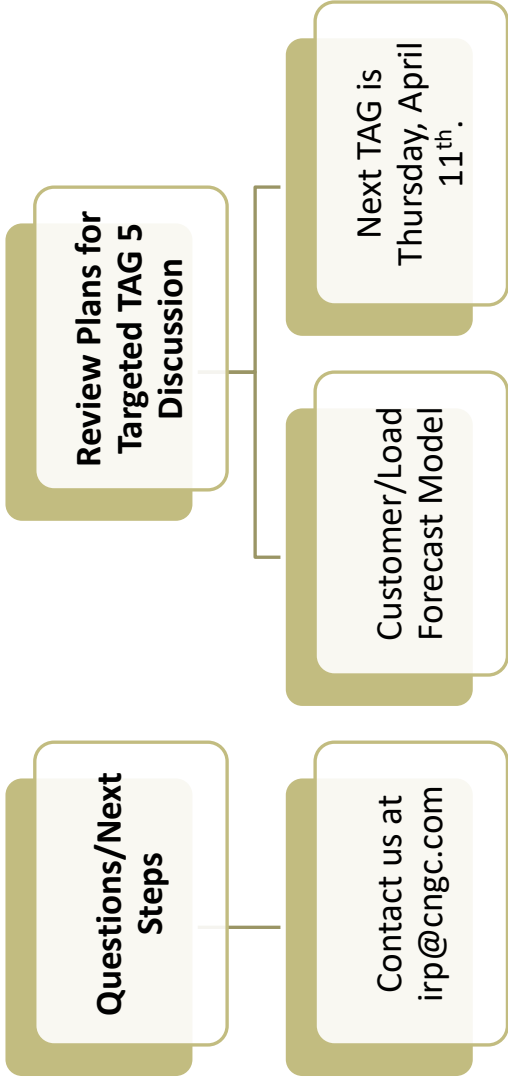 Questions/Next
Steps
Contact us at
irp@cngc.com
Review Plans for
Targeted TAG 5
Discussion
Customer/Load
Forecast Model
Next TAG is
Thursday, April
11th.